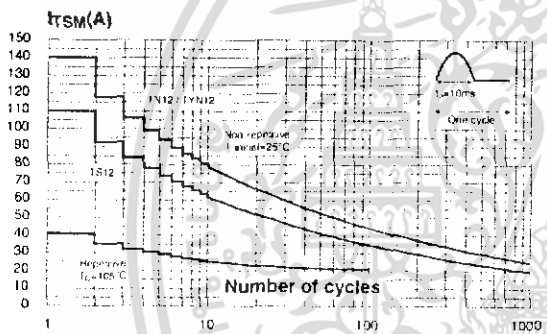 ITSM(A)
150
140
130
120
110
100
90
80
70
60
50
40
30
20
10
0
TN12 / TYN12
Non repetitive
Tj initial=25°C
tp=10ms
One cycle
TS12
Repetitive
TC=105°C
Number of cycles
1
10
100
1000